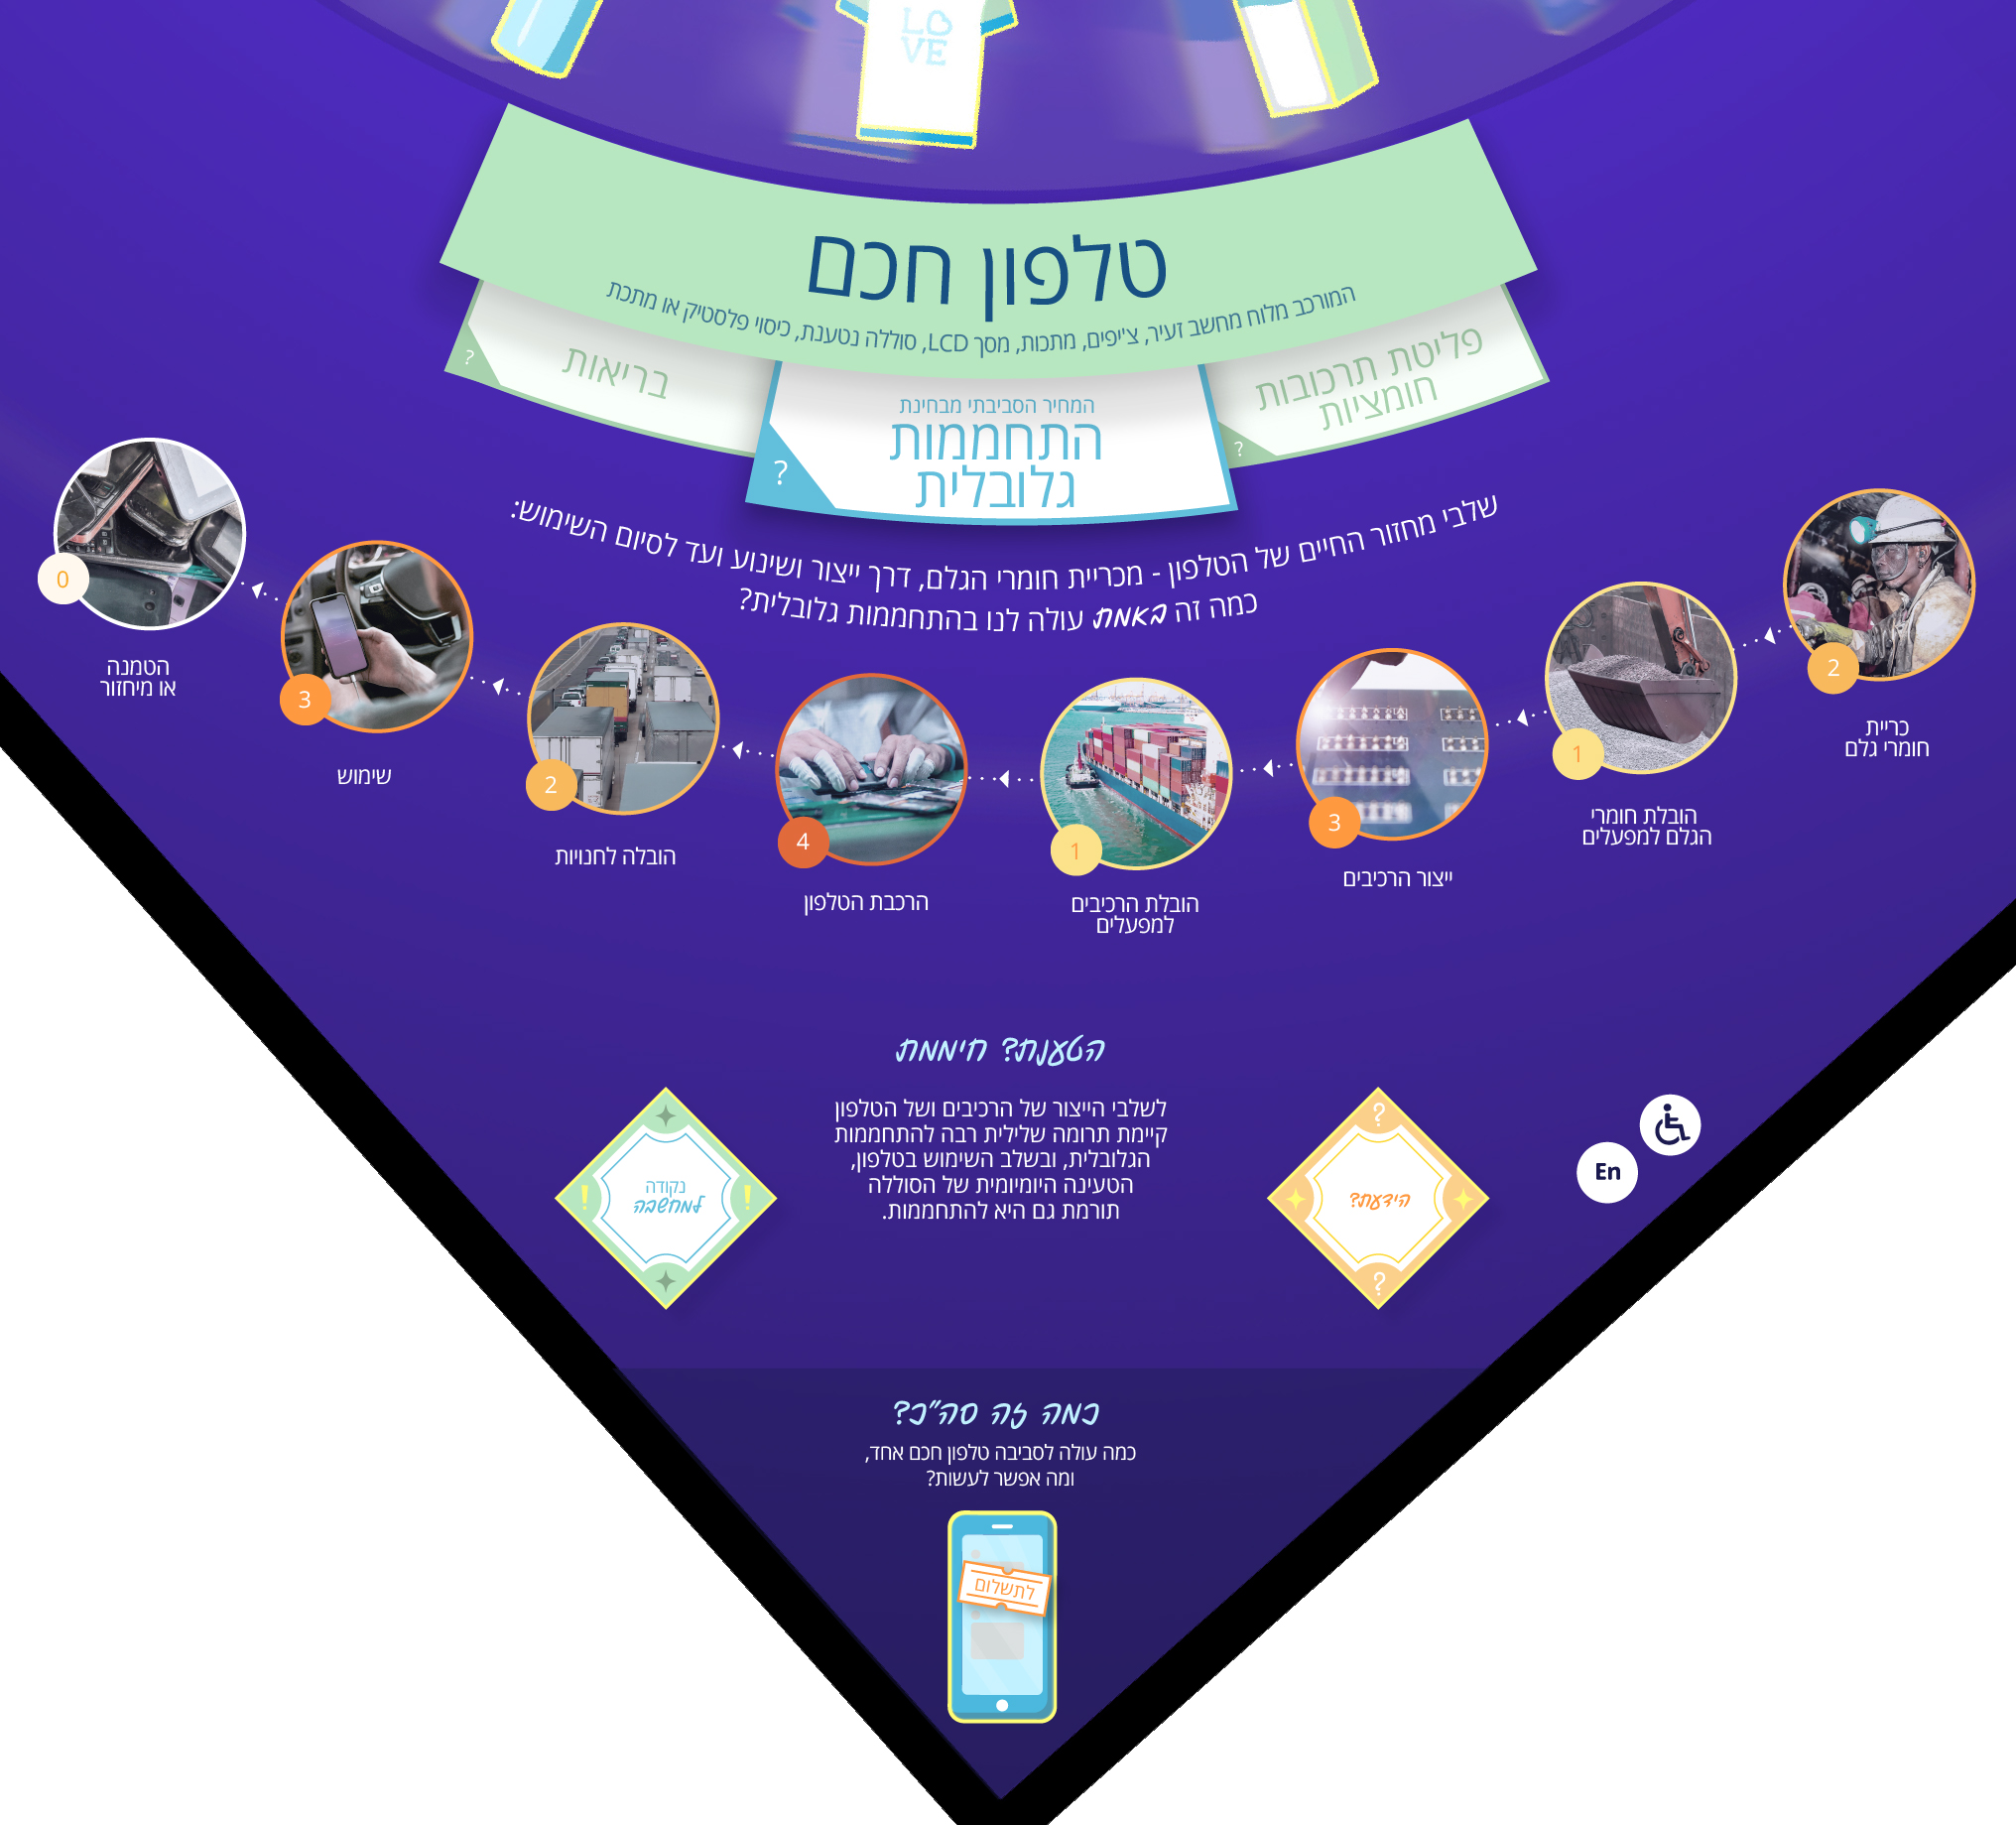 LO
VE
טלפון חכם
המורכב מלוח מחשב זעיר, צ'יפים, מתכות, מסך LCD, סוללה נטענת, כיסוי פלסטיק או מתכת
פליטת תרכובות
חומציות
?
המחיר הסביבתי מבחינת
התחממות
גלובלית
?
בריאות
?
שלבי מחזור החיים של הטלפון - מכריית חומרי הגלם, דרך ייצור ושינוע ועד לסיום השימוש:
כמה זה באמת עולה לנו בהתחממות גלובלית?
2
כריית
חומרי גלם
1
הובלת חומרי
הגלם למפעלים
3
ייצור הרכיבים
1
הובלת הרכיבים
למפעלים
4
הרכבת הטלפון
2
הובלה לחנויות
3
שימוש
0
הטמנה
או מיחזור
הטענת? חיממת
לשלבי הייצור של הרכיבים ושל הטלפון
קיימת תרומה שלילית רבה להתחממות
הגלובלית, ובשלב השימוש בטלפון,
הטעינה היומיומית של הסוללה
תורמת גם היא להתחממות.
?
הידעת?
?
!
נקודה
למחשבה
!
En
כמה זה סה"כ?
כמה עולה לסביבה טלפון חכם אחד,
ומה אפשר לעשות?
לתשלום